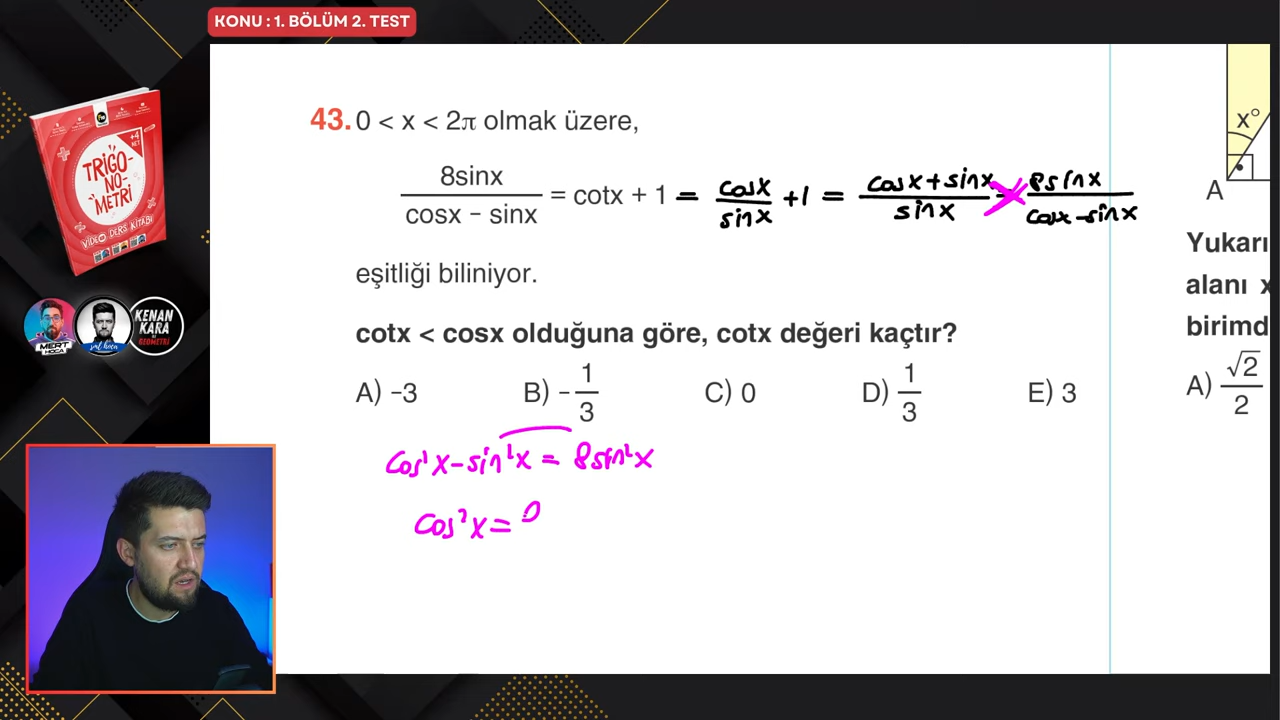 KONU : 1. BÖLÜM 2. TEST
+4 NET
TRİGO-
NO-
METRİ
VİDEO DERS KİTABI
MERT HOCA
KENAN KARA
GEOMETRİ
43. 0 < x < 2π olmak üzere,
8sinx / cosx − sinx = cotx + 1 = cosx / sinx + 1 = cosx+sinx / sinx = 8sinx / cosx−sinx
eşitliği biliniyor.
cotx < cosx olduğuna göre, cotx değeri kaçtır?
A) −3 B) −1/3 C) 0 D) 1/3 E) 3
cos²x−sin²x = 8sin²x
cos²x =
x°
A
Yukarı
alanı x
birimd
A) √2/2